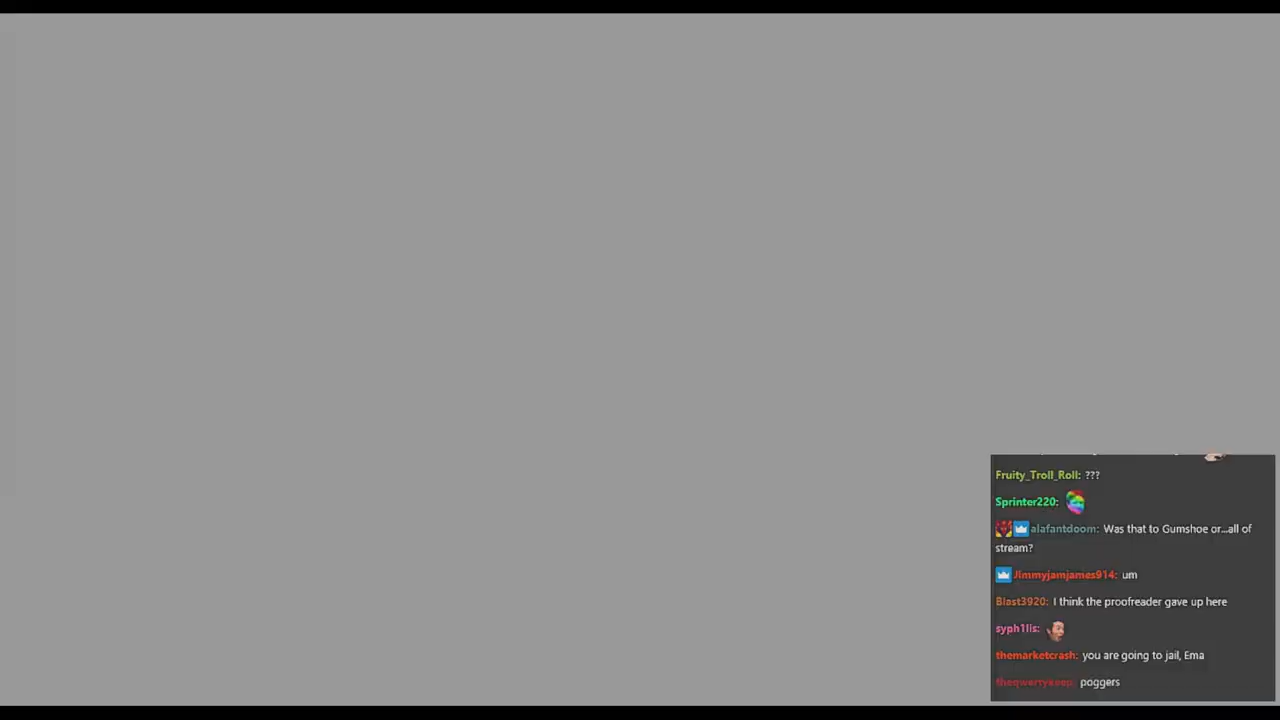 Fruity_Troll_Roll: ???
Sprinter220:
alafantdoom: Was that to Gumshoe or...all of
stream?
Jimmyjamjames914: um
Blast3920: I think the proofreader gave up here
syph1lis:
themarketcrash: you are going to jail, Ema
theqwertykeep: poggers